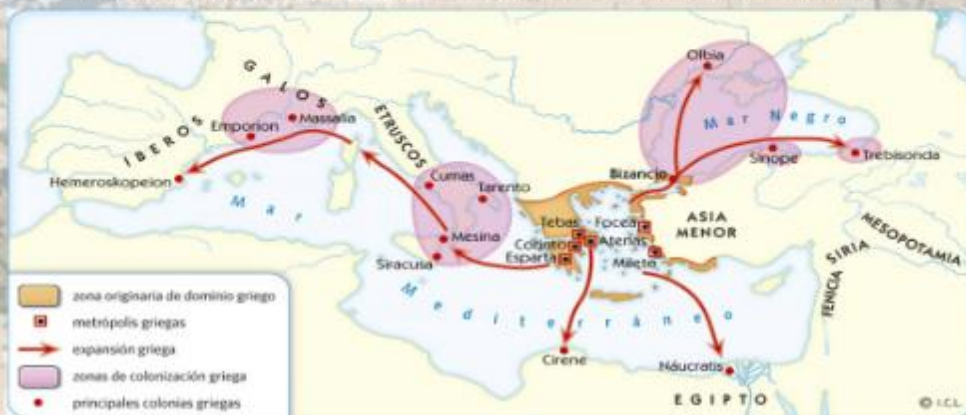 Olbia
GALOS
Massalia
Emporion
IBEROS
ETRUSCOS
Mar Negro
Sinope
Trebisonda
Hemeroskopeion
Cumas
Tarento
Bizancio
Mar
Tebas
Focea
ASIA
MENOR
Mesina
Corinto
Atenas
Esparta
Mileto
MESOPOTAMIA
SIRIA
Siracusa
FENICIA
Mediterráneo
zona originaria de dominio griego
metrópolis griegas
expansión griega
zonas de colonización griega
principales colonias griegas
Cirene
Náucratis
EGIPTO
© I.C.L.